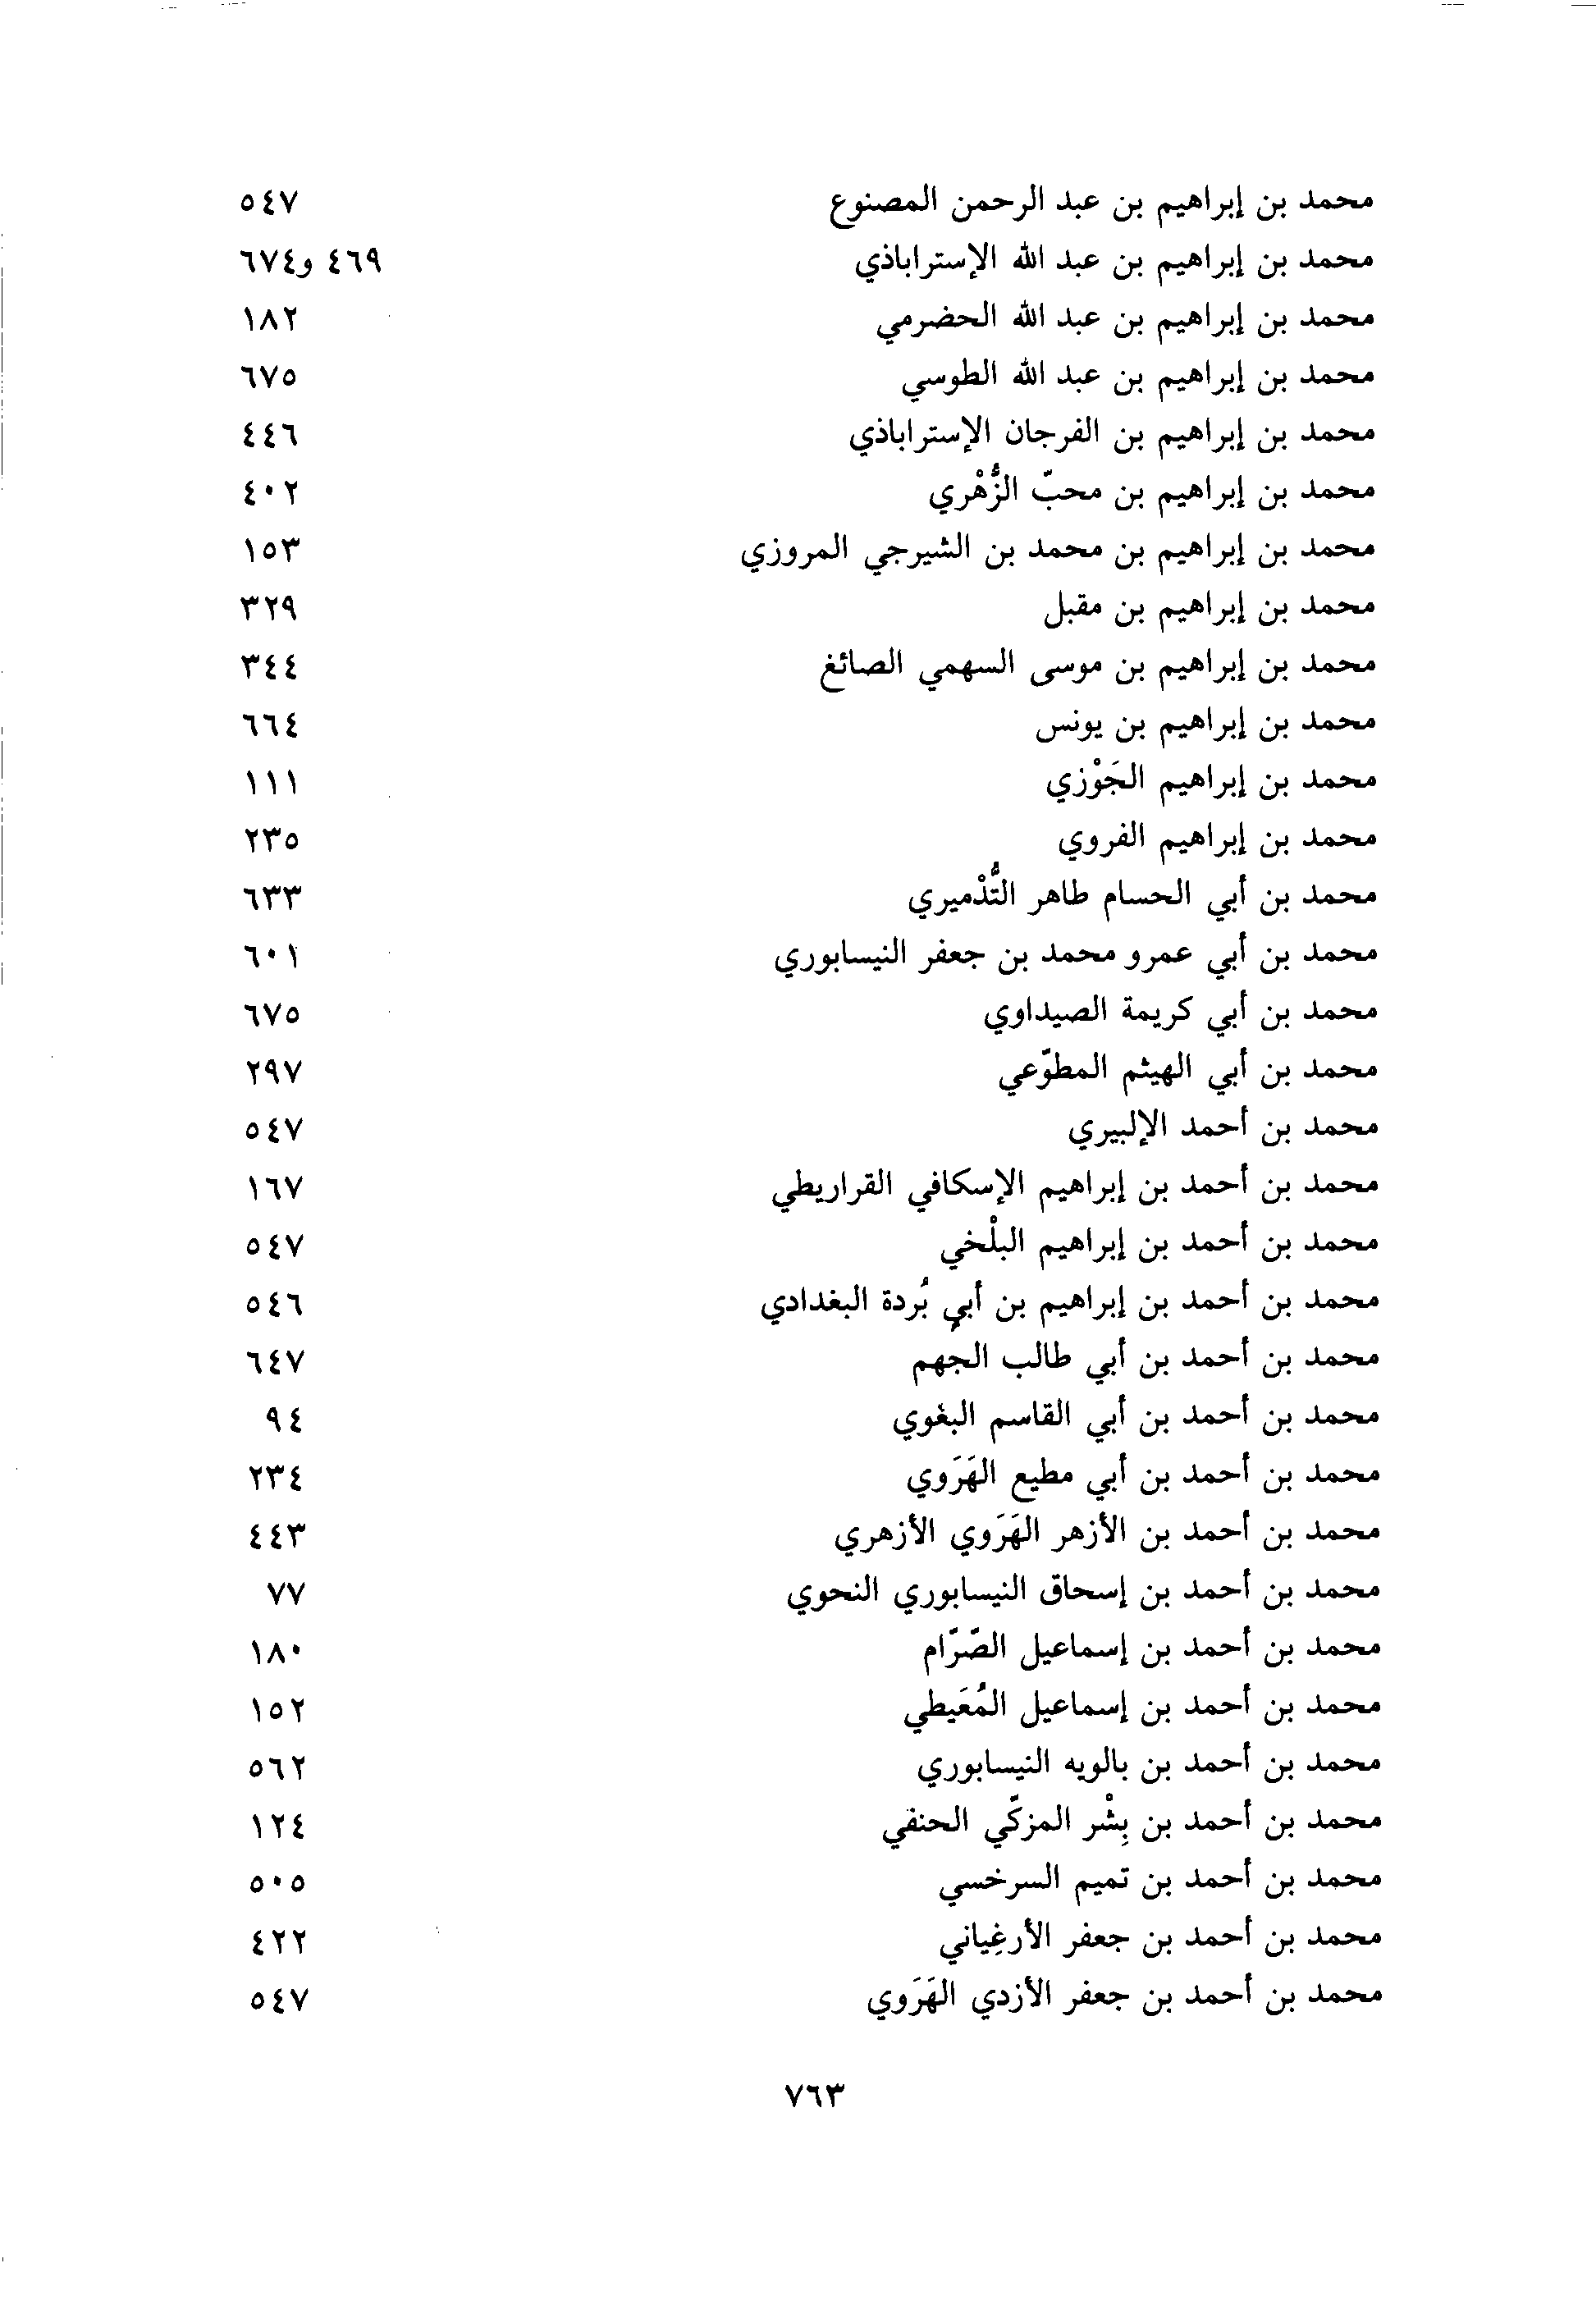 محمد بن إبراهيم بن عبد الرحمن المصنوع ٥٤٧
محمد بن إبراهيم بن عبد الله الإستراباذي ٤٦٩ و٦٧٤
محمد بن إبراهيم بن عبد الله الحضرمي ١٨٢
محمد بن إبراهيم بن عبد الله الطوسي ٦٧٥
محمد بن إبراهيم بن الفرجان الإستراباذي ٤٤٦
محمد بن إبراهيم بن محبّ الزُّهْري ٤٠٢
محمد بن إبراهيم بن محمد بن الشيرجي المروزي ١٥٣
محمد بن إبراهيم بن مقبل ٣٢٩
محمد بن إبراهيم بن موسى السهمي الصائغ ٣٤٤
محمد بن إبراهيم بن يونس ٦٦٤
محمد بن إبراهيم الجَوْزي ١١١
محمد بن إبراهيم الفروي ٢٣٥
محمد بن أبي الحسام طاهر التُّدْميري ٦٣٣
محمد بن أبي عمرو محمد بن جعفر النيسابوري ٦٠١
محمد بن أبي كريمة الصيداوي ٦٧٥
محمد بن أبي الهيثم المطوّعي ٢٩٧
محمد بن أحمد الإلبيري ٥٤٧
محمد بن أحمد بن إبراهيم الإسكافي القراريطي ١٦٧
محمد بن أحمد بن إبراهيم البلْخي ٥٤٧
محمد بن أحمد بن إبراهيم بن أبي بُردة البغدادي ٥٤٦
محمد بن أحمد بن أبي طالب الجهم ٦٤٧
محمد بن أحمد بن أبي القاسم البغوي ٩٤
محمد بن أحمد بن أبي مطيع الهَرَوي ٢٣٤
محمد بن أحمد بن الأزهر الهَرَوي الأزهري ٤٤٣
محمد بن أحمد بن إسحاق النيسابوري النحوي ٧٧
محمد بن أحمد بن إسماعيل الصّرّام ١٨٠
محمد بن أحمد بن إسماعيل المُعَيطي ١٥٢
محمد بن أحمد بن بالويه النيسابوري ٥٦٢
محمد بن أحمد بن بِشْر المزكّي الحنفي ١٢٤
محمد بن أحمد بن تميم السرخسي ٥٠٥
محمد بن أحمد بن جعفر الأرغِياني ٤٢٢
محمد بن أحمد بن جعفر الأزدي الهَرَوي ٥٤٧
٧٦٣